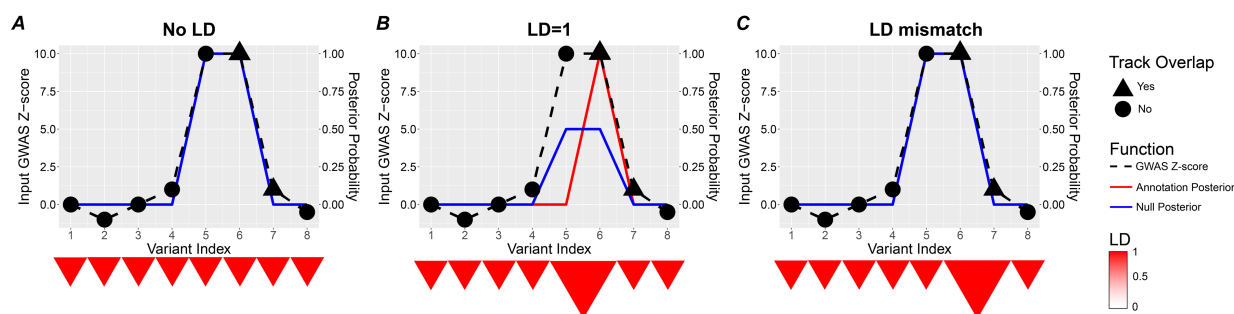 A
No LD
10.0
7.5
5.0
2.5
0.0
Input GWAS Z−score
1.00
0.75
0.50
0.25
0.00
Posterior Probability
1 2 3 4 5 6 7 8
Variant Index
B
LD=1
10.0
7.5
5.0
2.5
0.0
Input GWAS Z−score
1.00
0.75
0.50
0.25
0.00
Posterior Probability
1 2 3 4 5 6 7 8
Variant Index
C
LD mismatch
10.0
7.5
5.0
2.5
0.0
Input GWAS Z−score
1.00
0.75
0.50
0.25
0.00
Posterior Probability
1 2 3 4 5 6 7 8
Variant Index
Track Overlap
Yes
No
Function
GWAS Z−score
Annotation Posterior
Null Posterior
LD
1
0.5
0